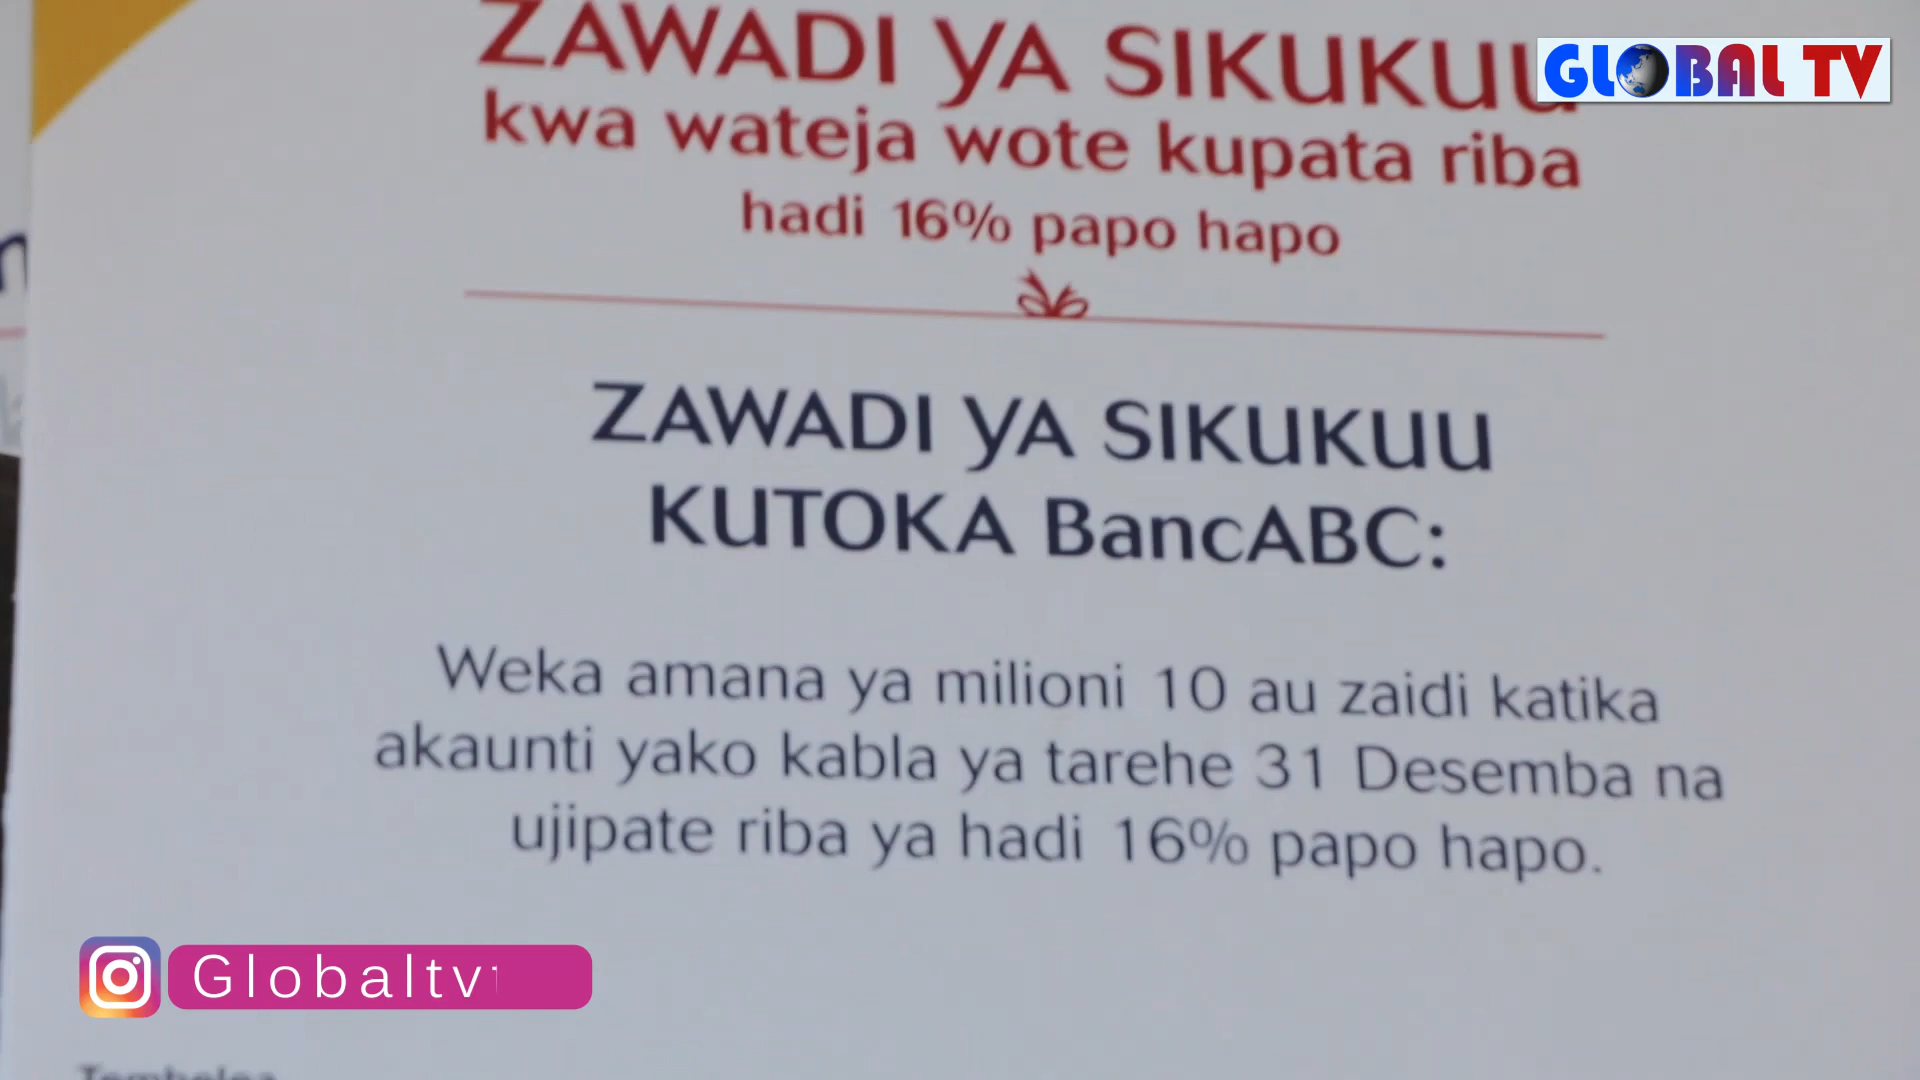 ZAWADI YA SIKUKUU
GLOBAL TV
kwa wateja wote kupata riba
hadi 16% papo hapo
ZAWADI YA SIKUKUU
KUTOKA BancABC:
Weka amana ya milioni 10 au zaidi katika
akaunti yako kabla ya tarehe 31 Desemba na
ujipate riba ya hadi 16% papo hapo.
Globaltv